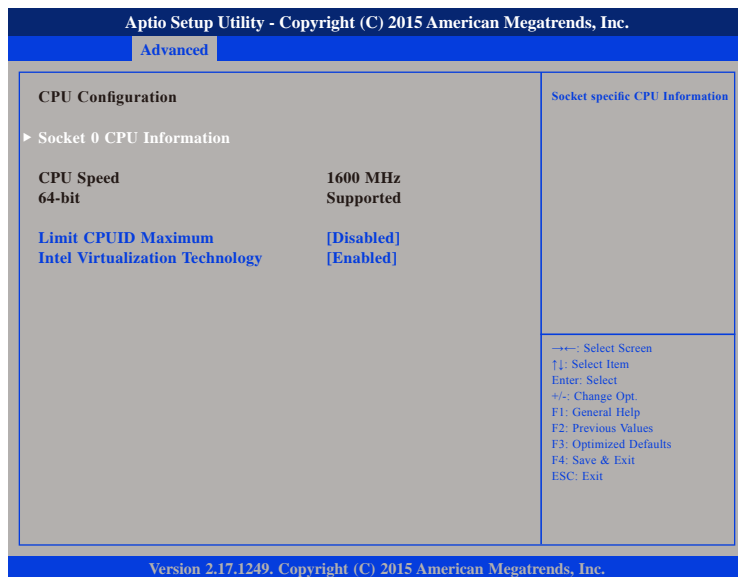 Aptio Setup Utility - Copyright (C) 2015 American Megatrends, Inc.
Advanced
CPU Configuration
▶ Socket 0 CPU Information
CPU Speed 1600 MHz
64-bit Supported
Limit CPUID Maximum [Disabled]
Intel Virtualization Technology [Enabled]
Socket specific CPU Information
→←: Select Screen
↑↓: Select Item
Enter: Select
+/-: Change Opt.
F1: General Help
F2: Previous Values
F3: Optimized Defaults
F4: Save & Exit
ESC: Exit
Version 2.17.1249. Copyright (C) 2015 American Megatrends, Inc.